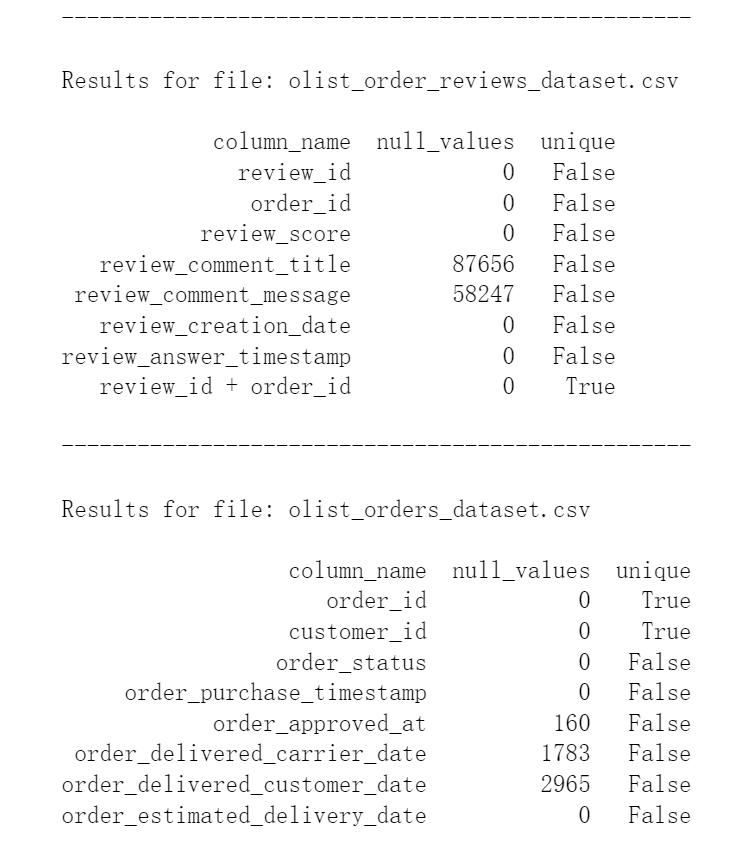 --------------------------------------------------
Results for file: olist_order_reviews_dataset.csv
column_name null_values unique
review_id 0 False
order_id 0 False
review_score 0 False
review_comment_title 87656 False
review_comment_message 58247 False
review_creation_date 0 False
review_answer_timestamp 0 False
review_id + order_id 0 True
--------------------------------------------------
Results for file: olist_orders_dataset.csv
column_name null_values unique
order_id 0 True
customer_id 0 True
order_status 0 False
order_purchase_timestamp 0 False
order_approved_at 160 False
order_delivered_carrier_date 1783 False
order_delivered_customer_date 2965 False
order_estimated_delivery_date 0 False